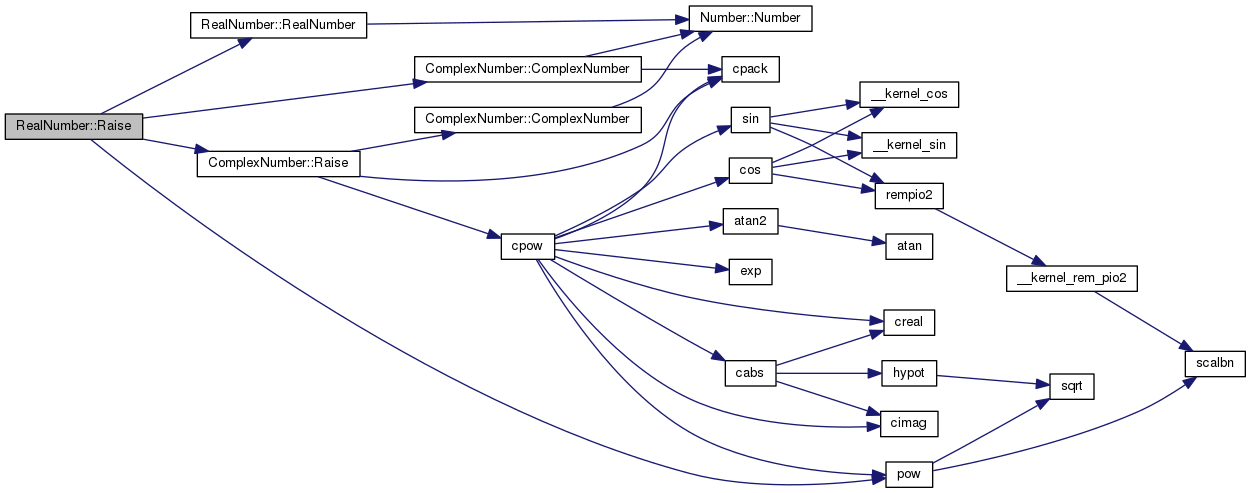 RealNumber::Raise
RealNumber::RealNumber
ComplexNumber::ComplexNumber
ComplexNumber::ComplexNumber
ComplexNumber::Raise
cpow
Number::Number
cpack
sin
cos
atan2
exp
cabs
__kernel_cos
__kernel_sin
rempio2
atan
creal
hypot
cimag
pow
__kernel_rem_pio2
sqrt
scalbn